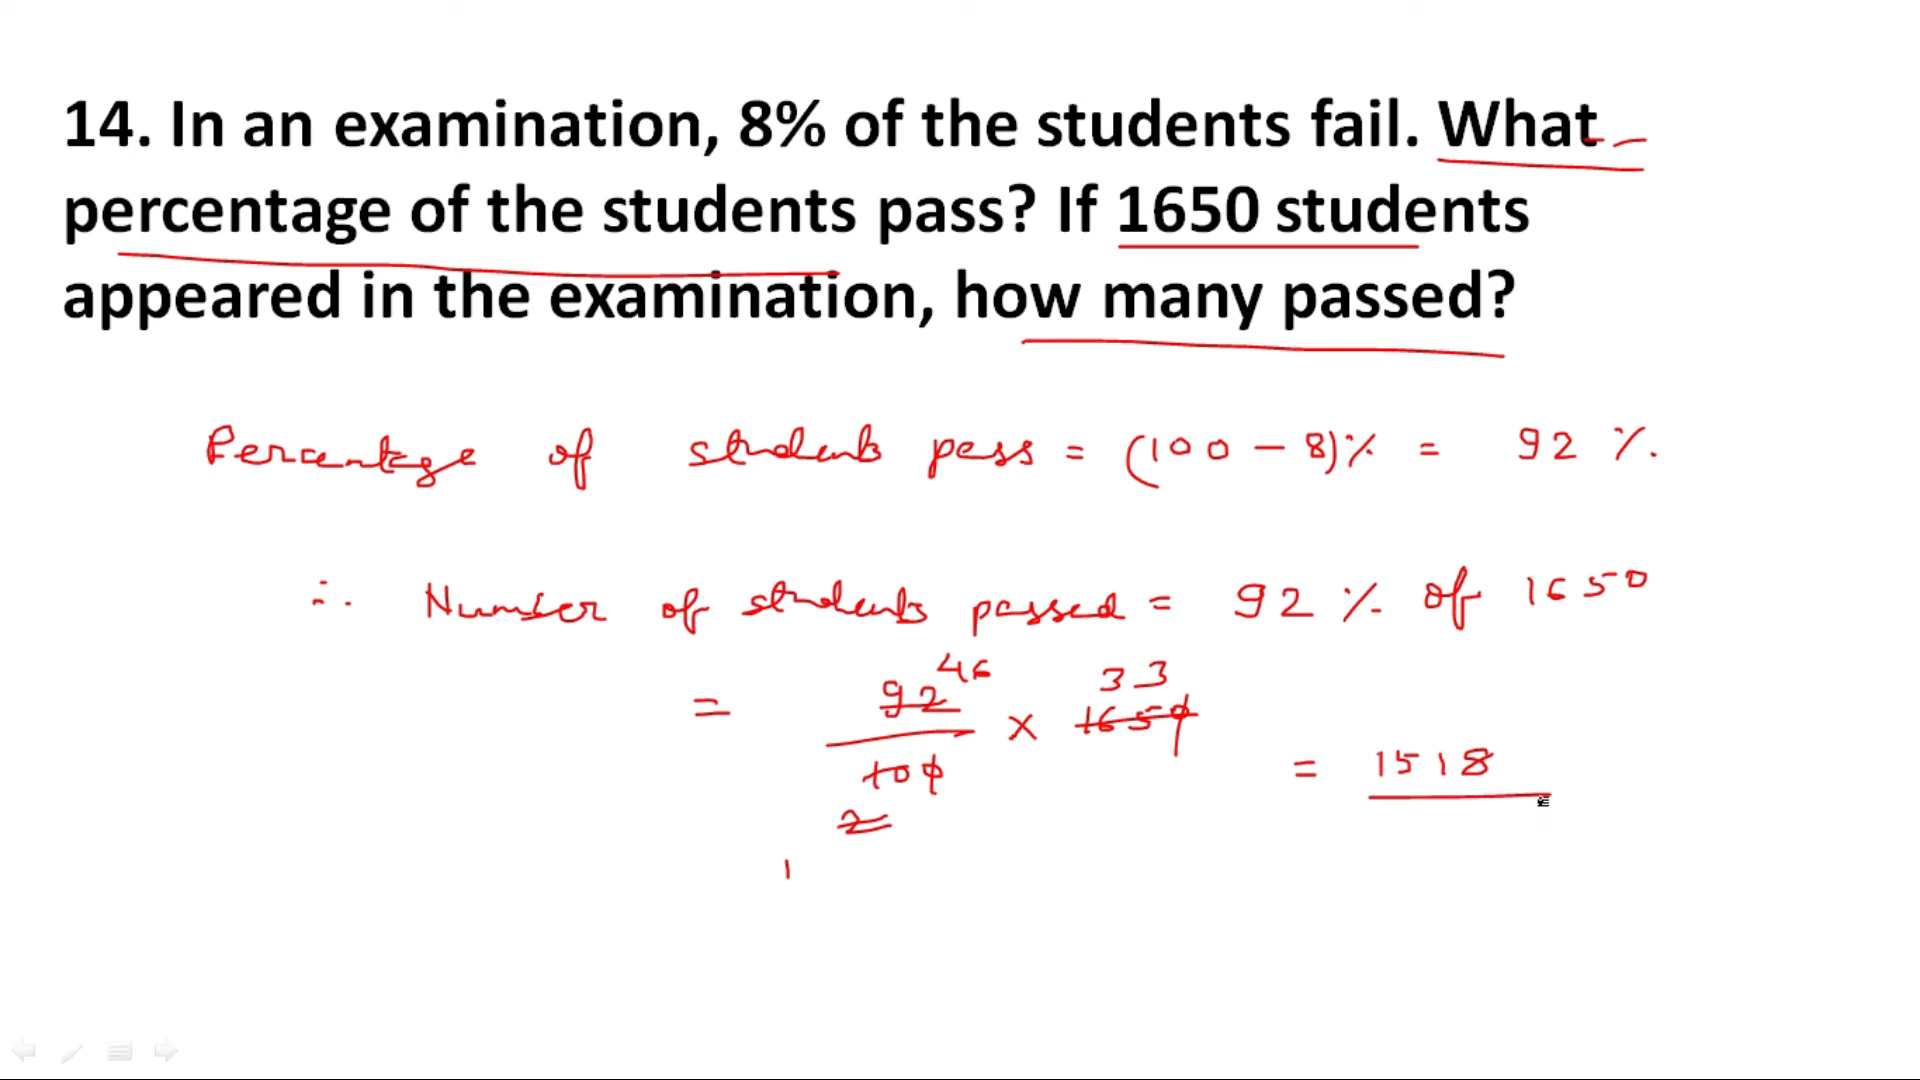 14. In an examination, 8% of the students fail. What
percentage of the students pass? If 1650 students
appeared in the examination, how many passed?
Percentage of students pass = (100 - 8)% = 92 %.
∴ Number of students passed = 92 % of 1650
46 33
= 92/100 × 1650 = 1518
2
1